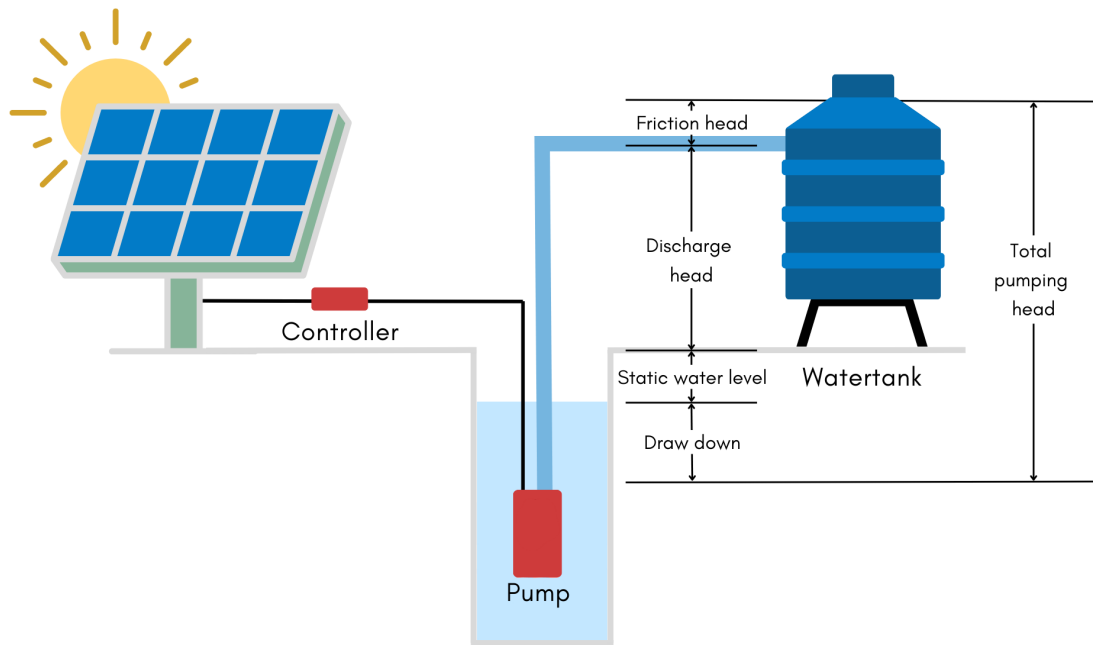 Friction head
Discharge
head
Total
pumping
head
Controller
Static water level
Watertank
Draw down
Pump